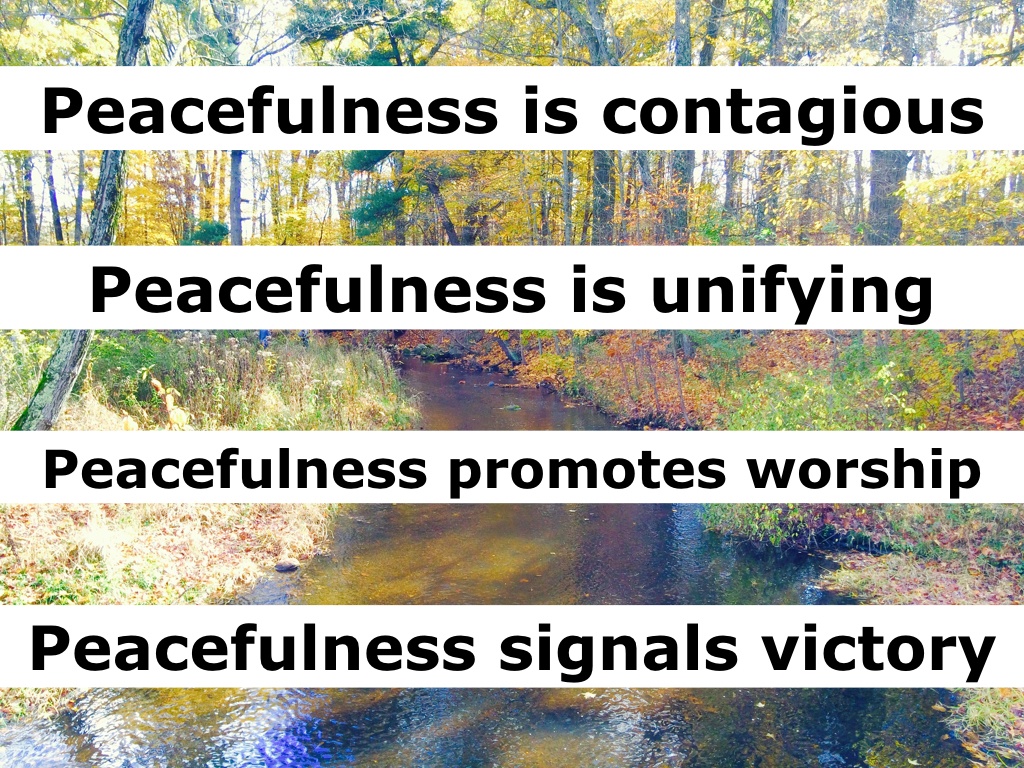 Peacefulness is contagious
Peacefulness is unifying
Peacefulness promotes worship
Peacefulness signals victory